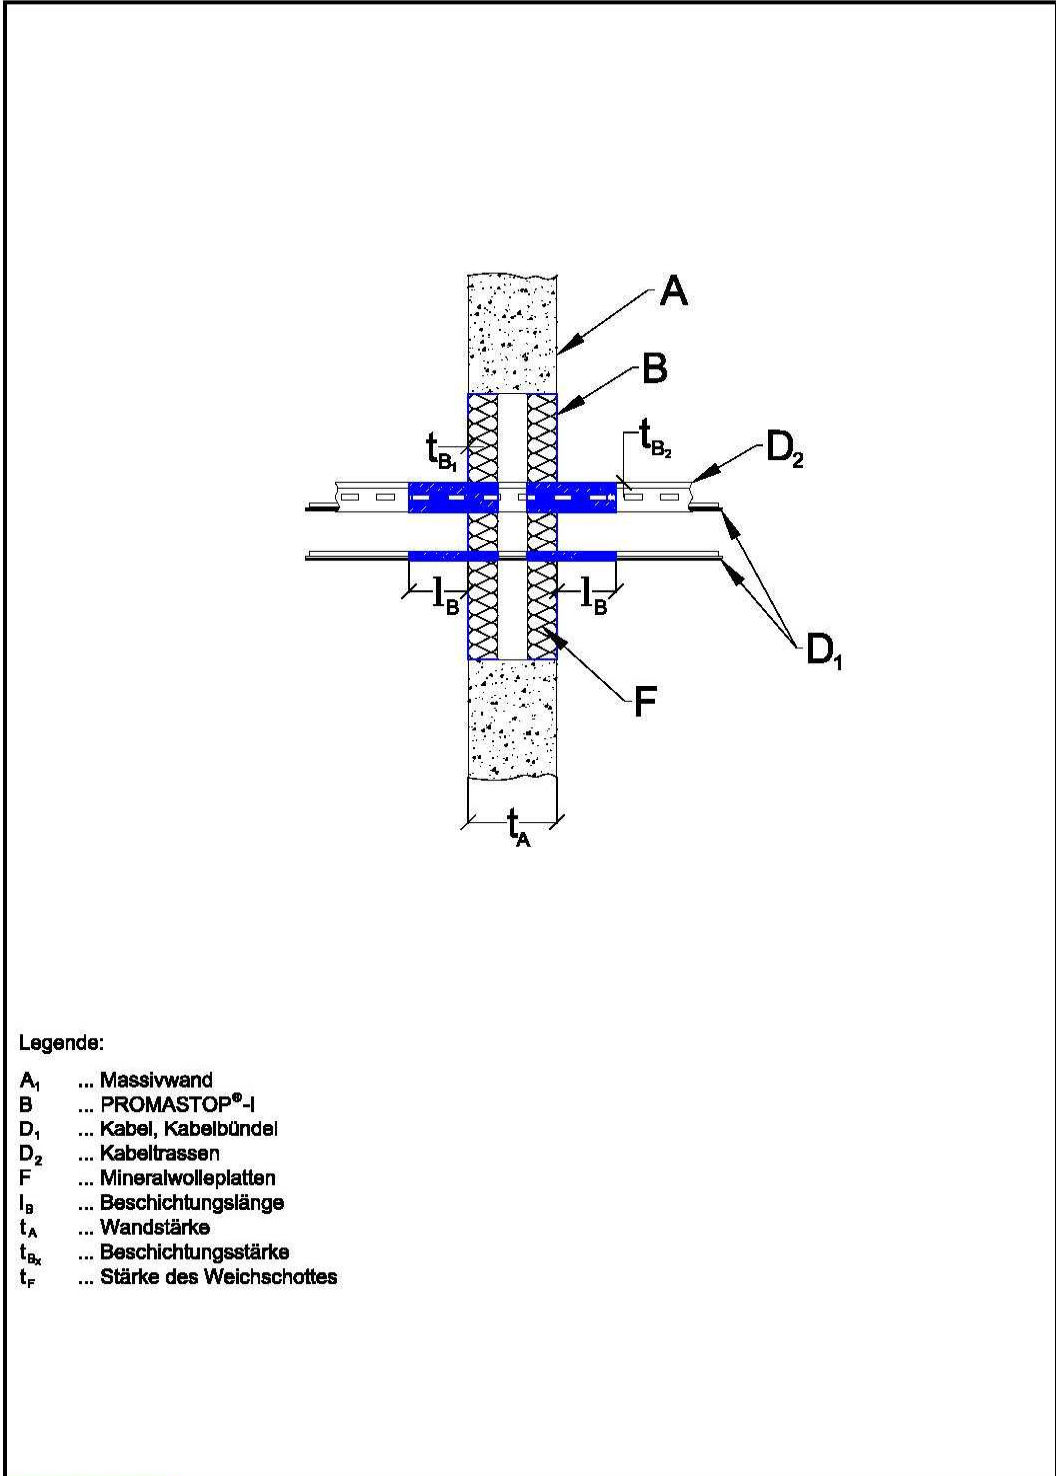 A
B
tB₁
tB₂
D₂
lB
lB
D₁
F
tA
Legende:
A₁ ... Massivwand
B ... PROMASTOP®-I
D₁ ... Kabel, Kabelbündel
D₂ ... Kabeltrassen
F ... Mineralwolleplatten
lB ... Beschichtungslänge
tA ... Wandstärke
tBx ... Beschichtungsstärke
tF ... Stärke des Weichschottes